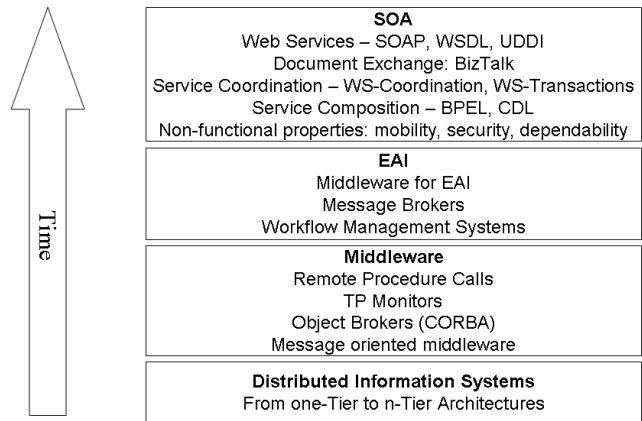 SOA
Web Services – SOAP, WSDL, UDDI
Document Exchange: BizTalk
Service Coordination – WS-Coordination, WS-Transactions
Service Composition – BPEL, CDL
Non-functional properties: mobility, security, dependability
EAI
Middleware for EAI
Message Brokers
Workflow Management Systems
Middleware
Remote Procedure Calls
TP Monitors
Object Brokers (CORBA)
Message oriented middleware
Distributed Information Systems
From one-Tier to n-Tier Architectures
Time